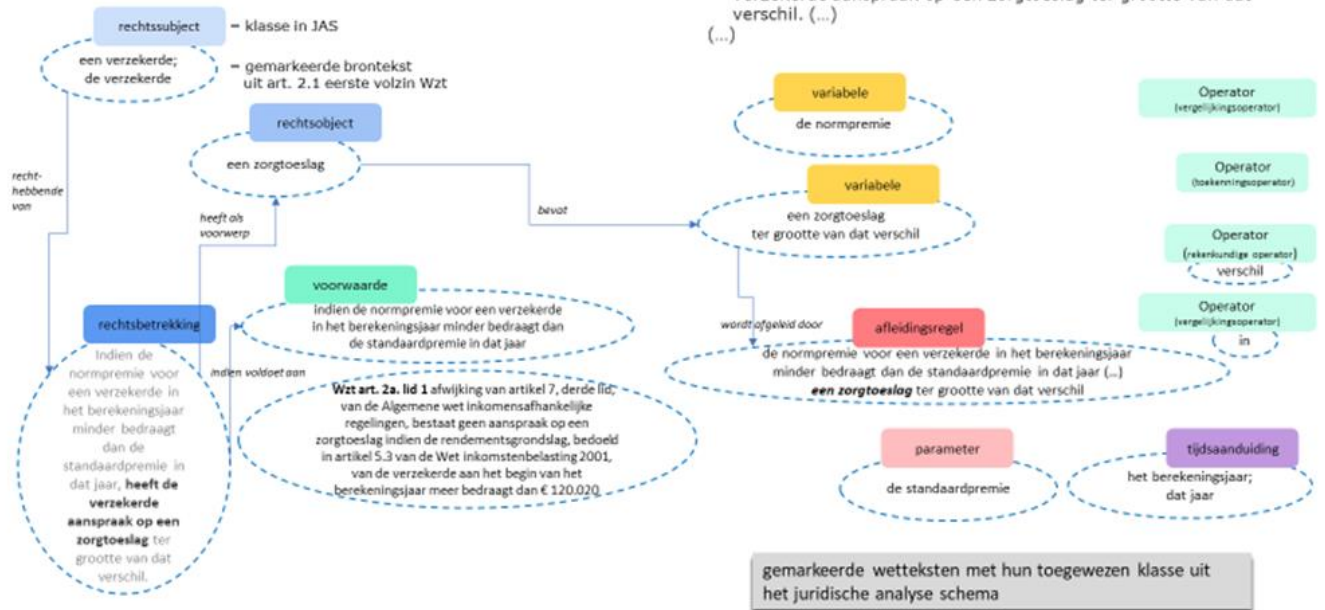 verschil. (...)
(...)
rechtssubject
= klasse in JAS
een verzekerde;
de verzekerde
= gemarkeerde brontekst
uit art. 2.1 eerste volzin Wzt
rechtsobject
een zorgtoeslag
recht-
hebbende
van
heeft als
voorwerp
bevat
variabele
de normpremie
variabele
een zorgtoeslag
ter grootte van dat verschil
Operator
(vergelijkingsoperator)
Operator
(toekenningsoperator)
Operator
(rekenkundige operator)
verschil
Operator
(vergelijkingsoperator)
in
voorwaarde
indien de normpremie voor een verzekerde
in het berekeningsjaar minder bedraagt dan
de standaardpremie in dat jaar
rechtsbetrekking
Indien de
normpremie voor
een verzekerde in
het berekeningsjaar
minder bedraagt
dan de
standaardpremie in
dat jaar, heeft de
verzekerde
aanspraak op een
zorgtoeslag ter
grootte van dat
verschil.
indien voldoet aan
Wzt art. 2a. lid 1 afwijking van artikel 7, derde lid,
van de Algemene wet inkomensafhankelijke
regelingen, bestaat geen aanspraak op een
zorgtoeslag indien de rendementsgrondslag, bedoeld
in artikel 5.3 van de Wet inkomstenbelasting 2001,
van de verzekerde aan het begin van het
berekeningsjaar meer bedraagt dan € 120.020
wordt afgeleid door
afleidingsregel
de normpremie voor een verzekerde in het berekeningsjaar
minder bedraagt dan de standaardpremie in dat jaar (...)
een zorgtoeslag ter grootte van dat verschil
parameter
de standaardpremie
tijdsaanduiding
het berekeningsjaar;
dat jaar
gemarkeerde wetteksten met hun toegewezen klasse uit
het juridische analyse schema